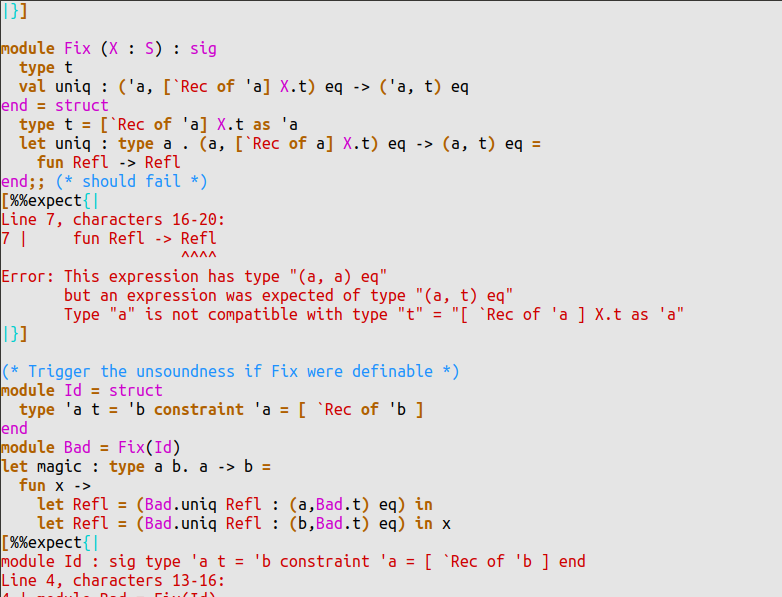 |}]
module Fix (X : S) : sig
  type t
  val uniq : ('a, [`Rec of 'a] X.t) eq -> ('a, t) eq
end = struct
  type t = [`Rec of 'a] X.t as 'a
  let uniq : type a . (a, [`Rec of a] X.t) eq -> (a, t) eq =
    fun Refl -> Refl
end;; (* should fail *)
[%%expect{|
Line 7, characters 16-20:
7 |     fun Refl -> Refl
                    ^^^^
Error: This expression has type "(a, a) eq"
       but an expression was expected of type "(a, t) eq"
       Type "a" is not compatible with type "t" = "[ `Rec of 'a ] X.t as 'a"
|}]
(* Trigger the unsoundness if Fix were definable *)
module Id = struct
  type 'a t = 'b constraint 'a = [ `Rec of 'b ]
end
module Bad = Fix(Id)
let magic : type a b. a -> b =
  fun x ->
    let Refl = (Bad.uniq Refl : (a,Bad.t) eq) in
    let Refl = (Bad.uniq Refl : (b,Bad.t) eq) in x
[%%expect{|
module Id : sig type 'a t = 'b constraint 'a = [ `Rec of 'b ] end
Line 4, characters 13-16:
4 | module Bad = Fix(Id)